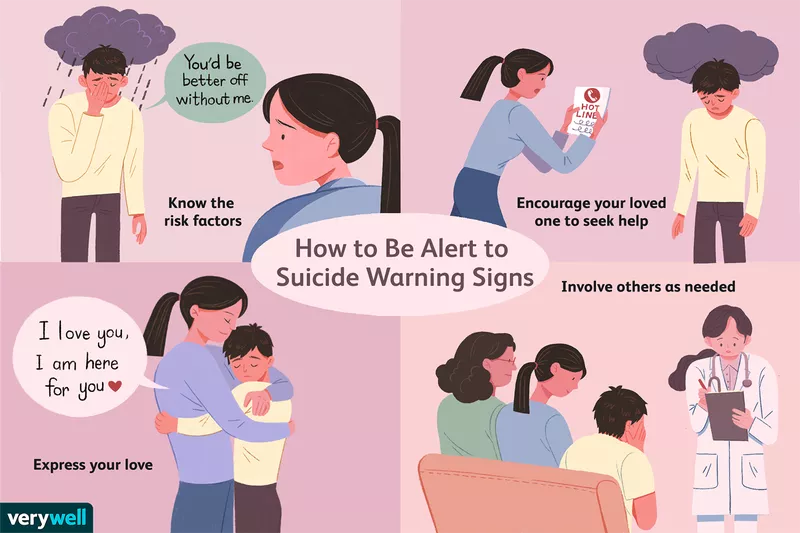 You'd be
better off
without me.
Know the
risk factors
HOT
LINE
Encourage your loved
one to seek help
How to Be Alert to
Suicide Warning Signs
I love you,
I am here
for you
Express your love
Involve others as needed
verywell